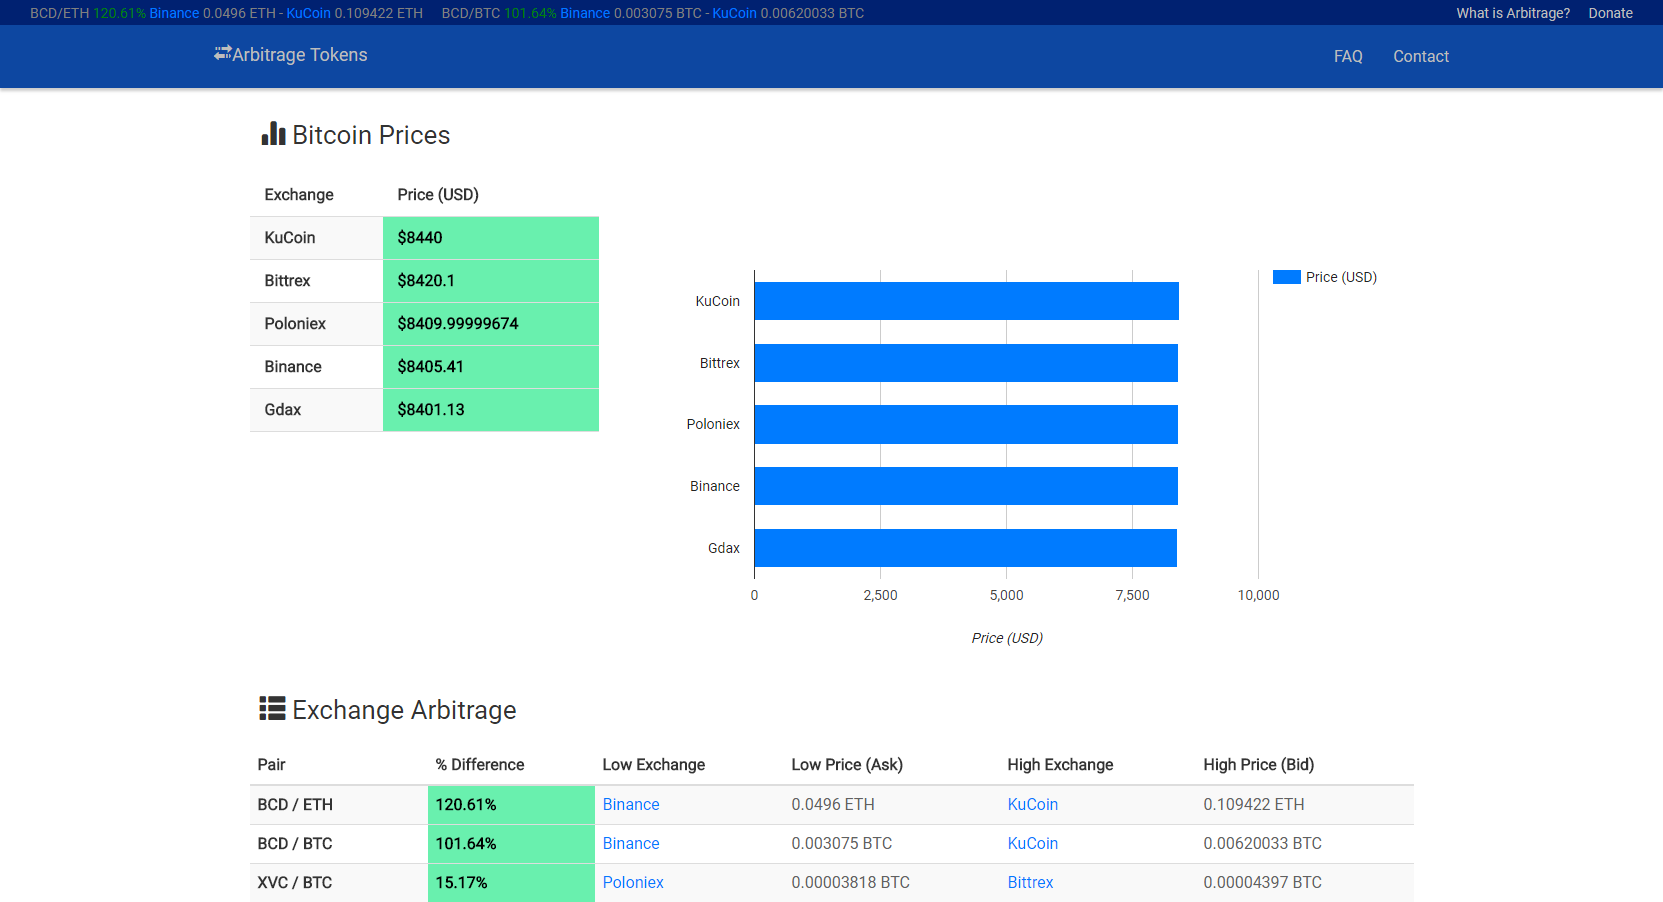 BCD/ETH 120.61% Binance 0.0496 ETH - KuCoin 0.109422 ETH BCD/BTC 101.64% Binance 0.003075 BTC - KuCoin 0.00620033 BTC What is Arbitrage? Donate
Arbitrage Tokens FAQ Contact
Bitcoin Prices
Exchange Price (USD)
KuCoin $8440
Bittrex $8420.1
Poloniex $8409.99999674
Binance $8405.41
Gdax $8401.13
Price (USD)
KuCoin
Bittrex
Poloniex
Binance
Gdax
0 2,500 5,000 7,500 10,000
Price (USD)
Exchange Arbitrage
Pair % Difference Low Exchange Low Price (Ask) High Exchange High Price (Bid)
BCD / ETH 120.61% Binance 0.0496 ETH KuCoin 0.109422 ETH
BCD / BTC 101.64% Binance 0.003075 BTC KuCoin 0.00620033 BTC
XVC / BTC 15.17% Poloniex 0.00003818 BTC Bittrex 0.00004397 BTC